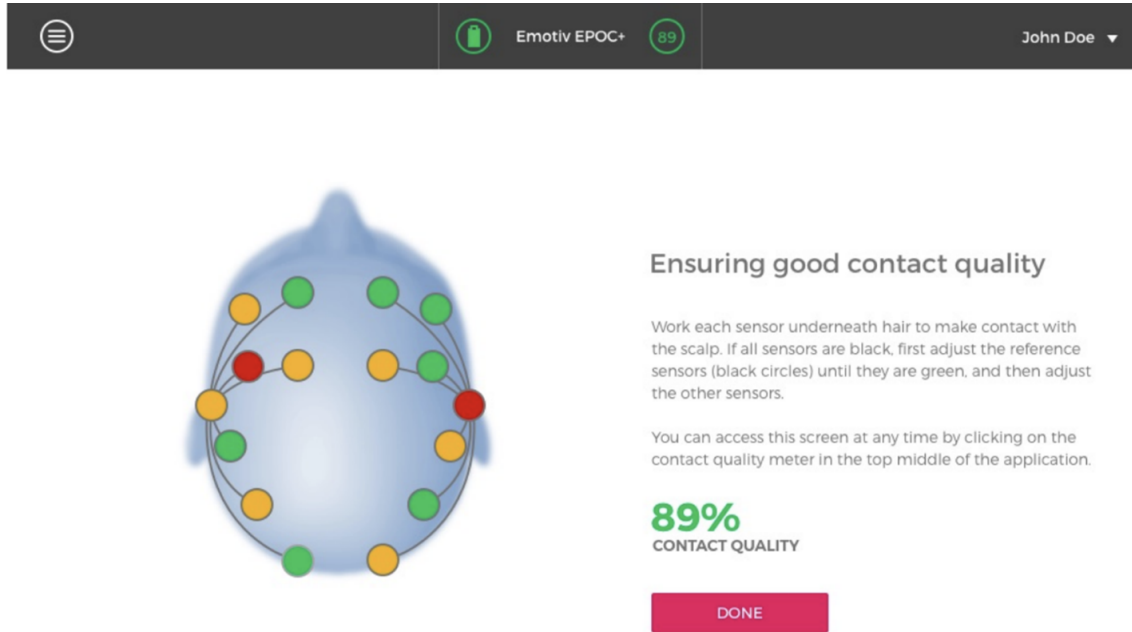 Emotiv EPOC+
89
John Doe
Ensuring good contact quality
Work each sensor underneath hair to make contact with
the scalp. If all sensors are black, first adjust the reference
sensors (black circles) until they are green, and then adjust
the other sensors.
You can access this screen at any time by clicking on the
contact quality meter in the top middle of the application.
89%
CONTACT QUALITY
DONE